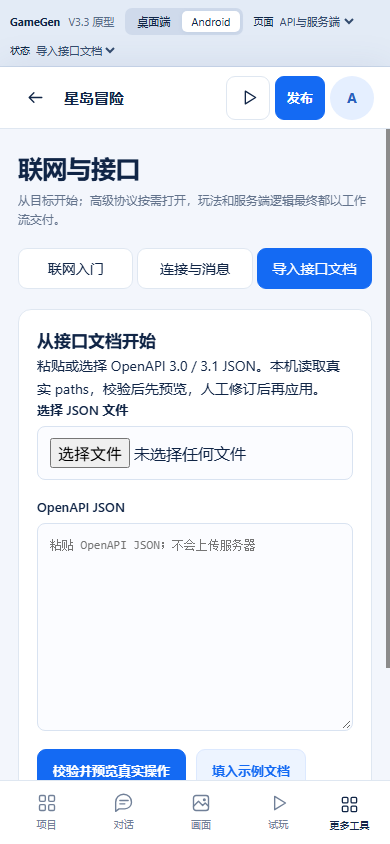 GameGen V3.3 原型 桌面端 Android 页面 API与服务端
状态 导入接口文档
星岛冒险 发布 A
联网与接口
从目标开始；高级协议按需打开，玩法和服务端逻辑最终都以工作
流交付。
联网入门 连接与消息 导入接口文档
从接口文档开始
粘贴或选择 OpenAPI 3.0 / 3.1 JSON。本机读取真
实 paths，校验后先预览，人工修订后再应用。
选择 JSON 文件
选择文件 未选择任何文件
OpenAPI JSON
粘贴 OpenAPI JSON；不会上传服务器
校验并预览真实操作 填入示例文档
项目 对话 画面 试玩 更多工具